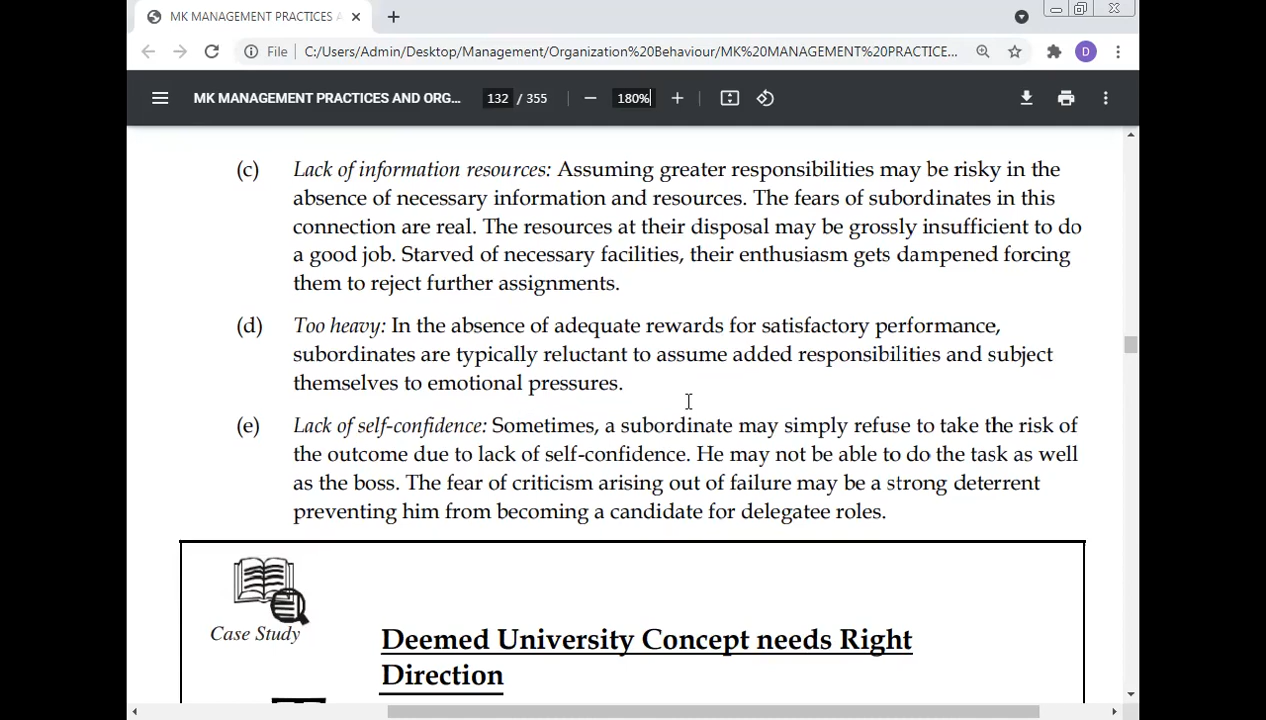 MK MANAGEMENT PRACTICES A
File C:/Users/Admin/Desktop/Management/Organization%20Behaviour/MK%20MANAGEMENT%20PRACTICE... D
MK MANAGEMENT PRACTICES AND ORG... 132 / 355 180%
(c) Lack of information resources: Assuming greater responsibilities may be risky in the
absence of necessary information and resources. The fears of subordinates in this
connection are real. The resources at their disposal may be grossly insufficient to do
a good job. Starved of necessary facilities, their enthusiasm gets dampened forcing
them to reject further assignments.
(d) Too heavy: In the absence of adequate rewards for satisfactory performance,
subordinates are typically reluctant to assume added responsibilities and subject
themselves to emotional pressures.
(e) Lack of self-confidence: Sometimes, a subordinate may simply refuse to take the risk of
the outcome due to lack of self-confidence. He may not be able to do the task as well
as the boss. The fear of criticism arising out of failure may be a strong deterrent
preventing him from becoming a candidate for delegatee roles.
Case Study
Deemed University Concept needs Right
Direction